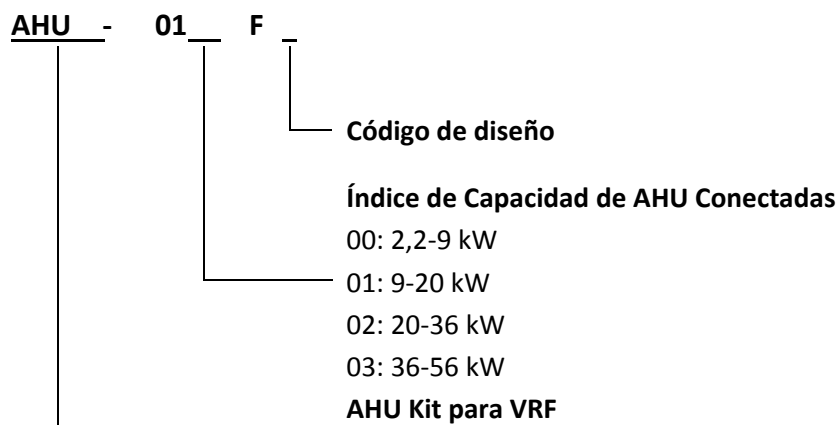 AHU - 01 F
Código de diseño
Índice de Capacidad de AHU Conectadas
00: 2,2-9 kW
01: 9-20 kW
02: 20-36 kW
03: 36-56 kW
AHU Kit para VRF